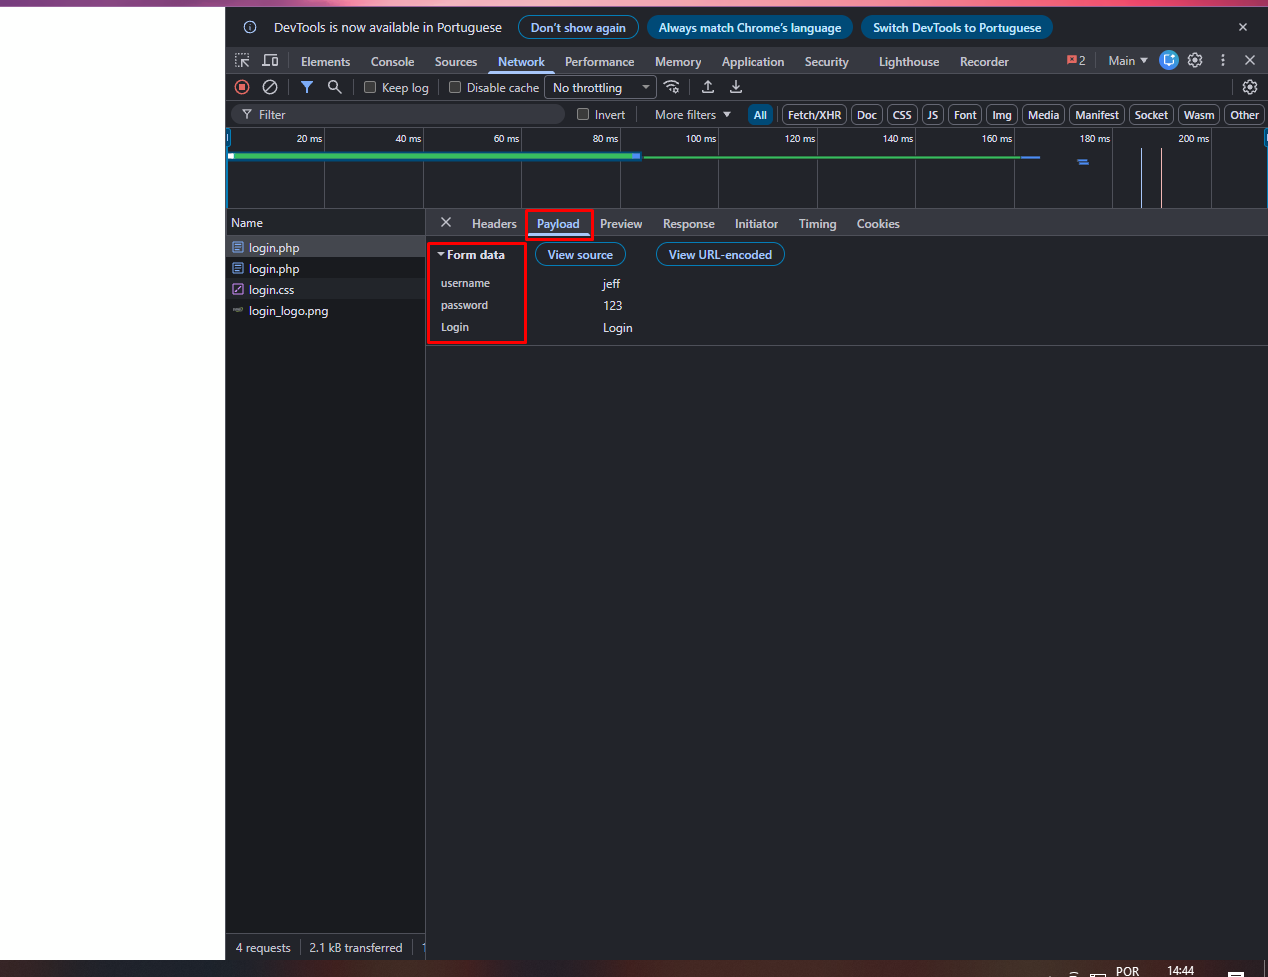 DevTools is now available in Portuguese Don't show again Always match Chrome's language Switch DevTools to Portuguese
Elements Console Sources Network Performance Memory Application Security Lighthouse Recorder 2 Main
Keep log Disable cache No throttling
Filter Invert More filters All Fetch/XHR Doc CSS JS Font Img Media Manifest Socket Wasm Other
20 ms 40 ms 60 ms 80 ms 100 ms 120 ms 140 ms 160 ms 180 ms 200 ms
Name Headers Payload Preview Response Initiator Timing Cookies
login.php
login.php
login.css
login_logo.png
Form data View source View URL-encoded
username jeff
password 123
Login Login
4 requests 2.1 kB transferred
POR 14:44